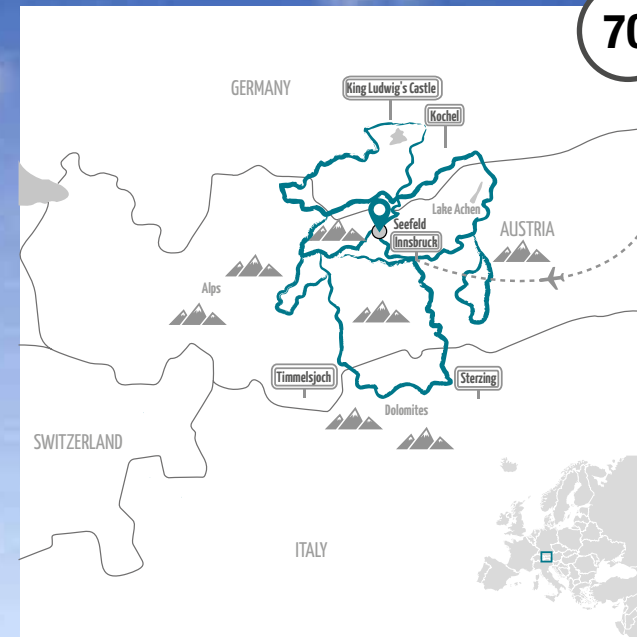 70
GERMANY
King Ludwig's Castle
Kochel
Lake Achen
Seefeld
AUSTRIA
Innsbruck
Alps
Timmelsjoch
Sterzing
Dolomites
SWITZERLAND
ITALY